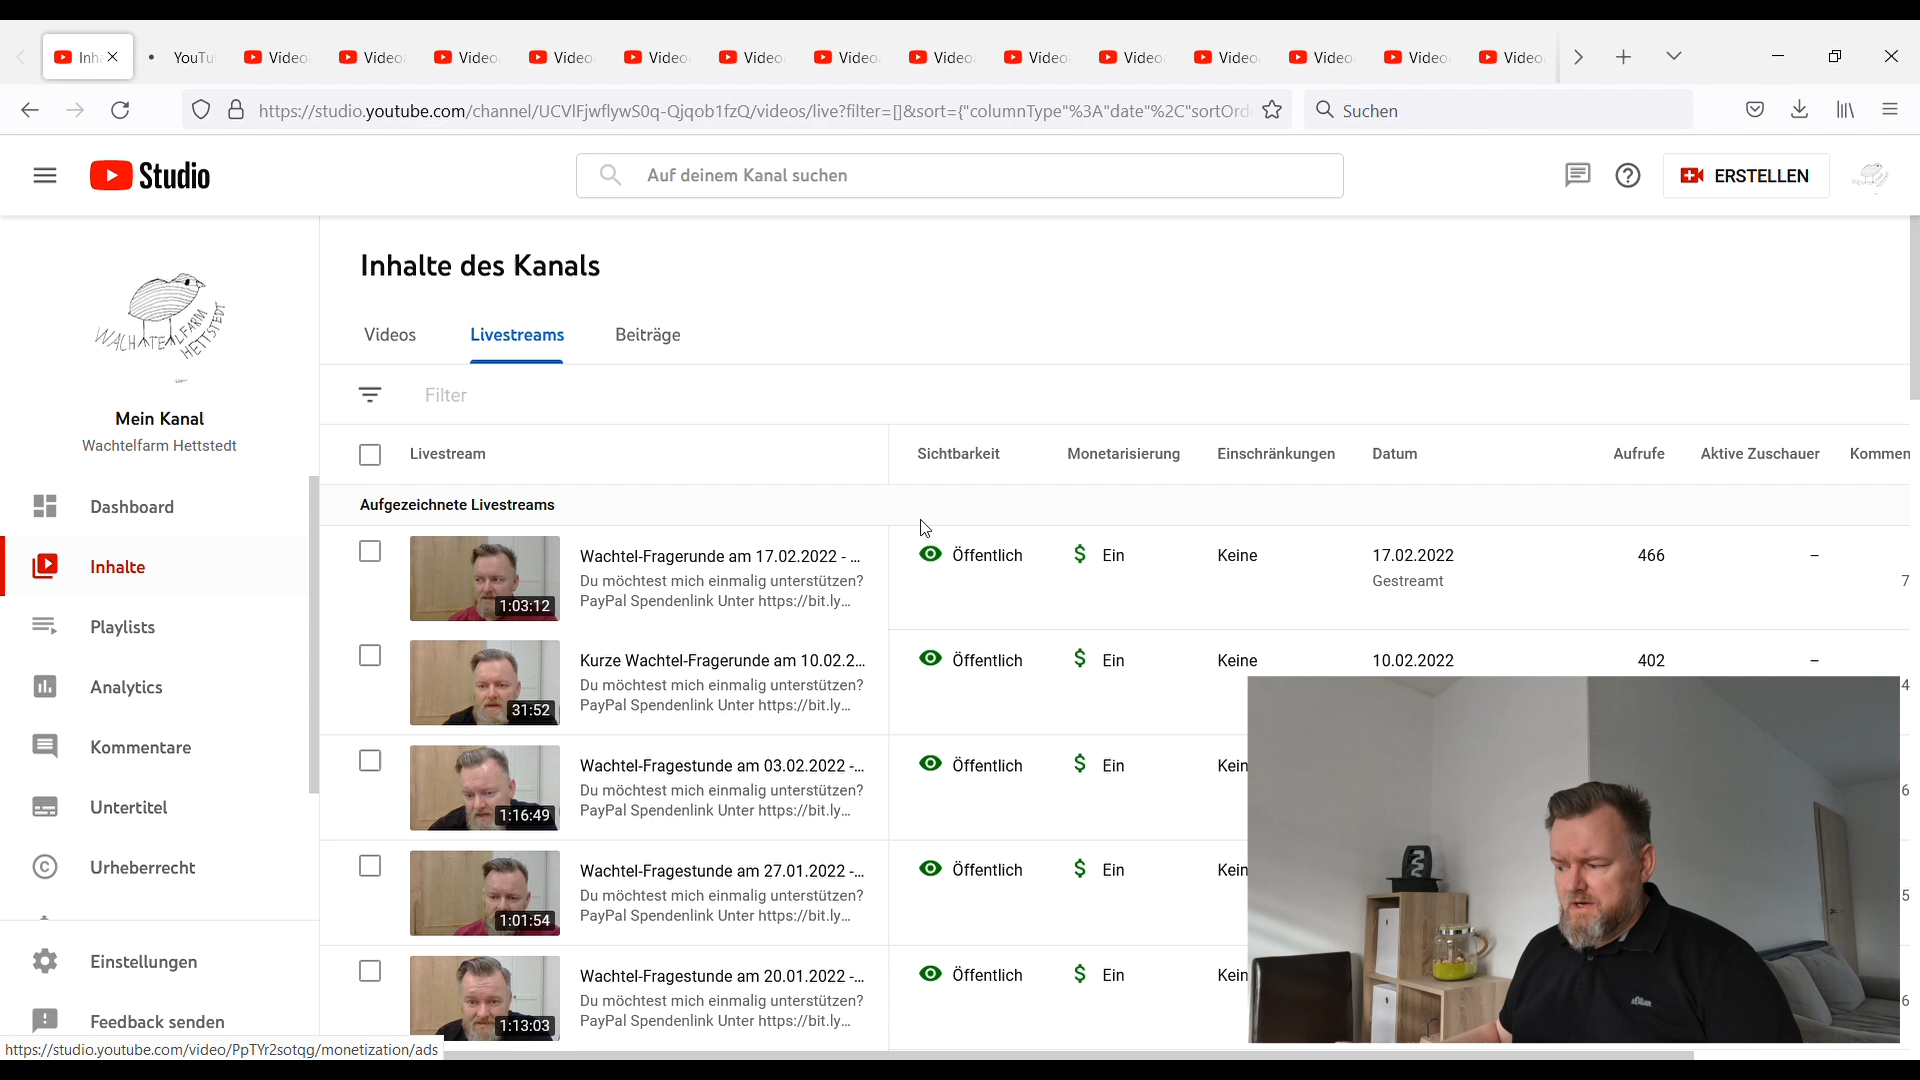 Inh
YouTu
Video
Video
Video
Video
Video
Video
Video
Video
Video
Video
Video
Video
Video
Video
https://studio.youtube.com/channel/UCVlFjwflywS0q-Qjqob1fzQ/videos/live?filter=[]&sort={"columnType"%3A"date"%2C"sortOrd
Suchen
Studio
Auf deinem Kanal suchen
ERSTELLEN
WACHTELFARM HETTSTEDT
Mein Kanal
Wachtelfarm Hettstedt
Dashboard
Inhalte
Playlists
Analytics
Kommentare
Untertitel
Urheberrecht
Einstellungen
Feedback senden
https://studio.youtube.com/video/PpTYr2sotqg/monetization/ads
Inhalte des Kanals
Videos Livestreams Beiträge
Filter
Livestream Sichtbarkeit Monetarisierung Einschränkungen Datum Aufrufe Aktive Zuschauer Kommen
Aufgezeichnete Livestreams
Wachtel-Fragerunde am 17.02.2022 - ... Öffentlich $ Ein Keine 17.02.2022 466 –
Du möchtest mich einmalig unterstützen? Gestreamt 7
PayPal Spendenlink Unter https://bit.ly...
1:03:12
Kurze Wachtel-Fragerunde am 10.02.2... Öffentlich $ Ein Keine 10.02.2022 402 –
Du möchtest mich einmalig unterstützen? 4
PayPal Spendenlink Unter https://bit.ly...
31:52
Wachtel-Fragestunde am 03.02.2022 -... Öffentlich $ Ein Kein
Du möchtest mich einmalig unterstützen? 6
PayPal Spendenlink Unter https://bit.ly...
1:16:49
Wachtel-Fragestunde am 27.01.2022 -... Öffentlich $ Ein Kein
Du möchtest mich einmalig unterstützen? 5
PayPal Spendenlink Unter https://bit.ly...
1:01:54
Wachtel-Fragestunde am 20.01.2022 -... Öffentlich $ Ein Kein
Du möchtest mich einmalig unterstützen? 6
PayPal Spendenlink Unter https://bit.ly...
1:13:03